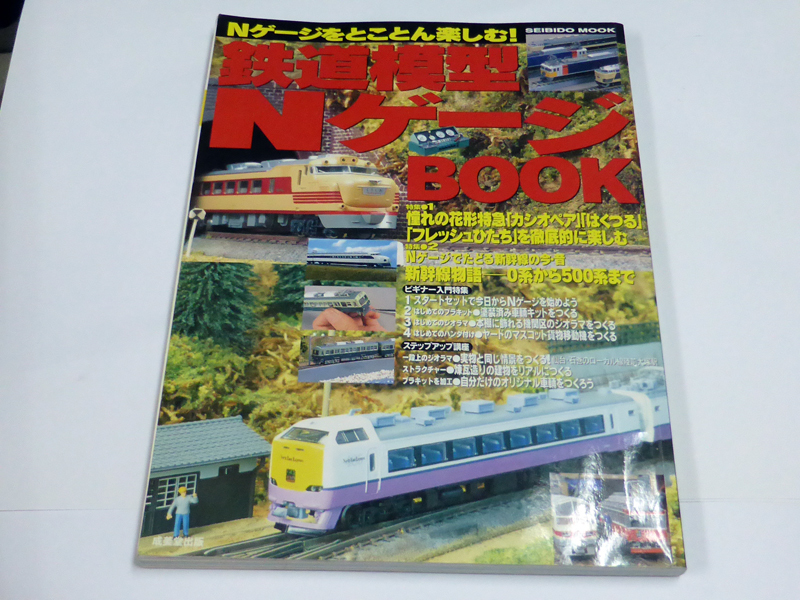 Nゲージをとことん楽しむ!
SEIBIDO MOOK
鉄道模型
Nゲージ
BOOK
特集●1
憧れの花形特急「カシオペア」「はくつる」
「フレッシュひたち」を徹底的に楽しむ
特集●2
Nゲージでたどる新幹線の今・昔
新幹線物語──0系から500系まで
ビギナー入門特集
1 スタートセットで今日からNゲージを始めよう
2 はじめてのプラキット●塗装済み車輌キットをつくる
3 はじめてのジオラマ●本棚に飾れる機関区のジオラマをつくる
4 はじめてのハンダ付け●ヤードのマスコット貨物移動機をつくる
ステップアップ講座
一畳上のジオラマ●実物と同じ情景をつくる!
ストラクチャー●煉瓦造りの建物をリアルにつくる
プラキットを加工●自分だけのオリジナル車輌をつくろう
成美堂出版